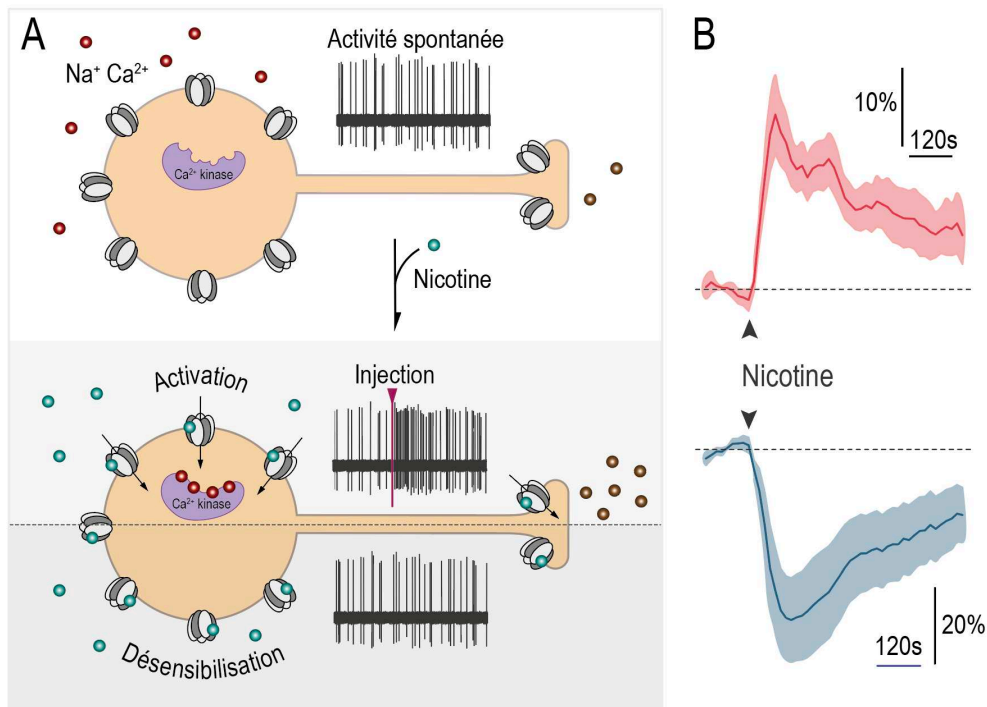 A
Activité spontanée
Na⁺ Ca²⁺
Ca²⁺ kinase
Nicotine
Activation
Injection
Ca²⁺ kinase
Désensibilisation
B
10%
120s
Nicotine
20%
120s